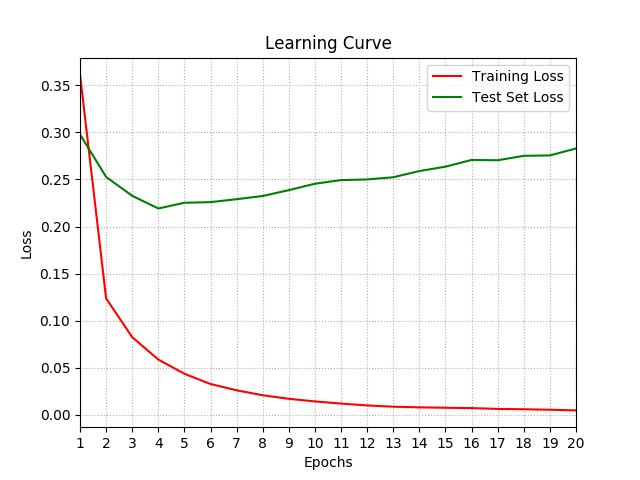 Learning Curve
Training Loss
Test Set Loss
0.35
0.30
0.25
0.20
0.15
0.10
0.05
0.00
Loss
1 2 3 4 5 6 7 8 9 10 11 12 13 14 15 16 17 18 19 20
Epochs